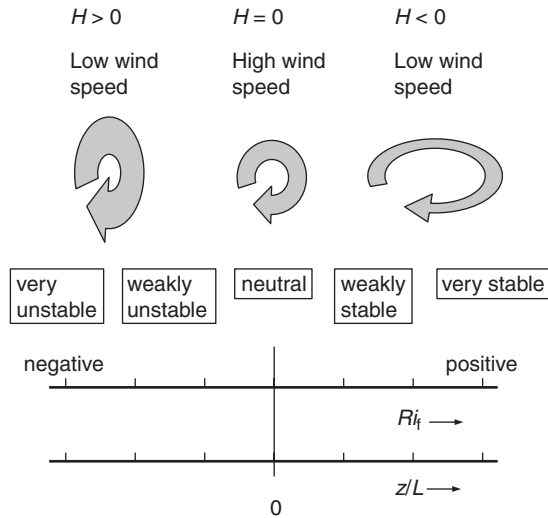 H > 0 H = 0 H < 0
Low wind speed High wind speed Low wind speed
very unstable weakly unstable neutral weakly stable very stable
negative positive
Rif
z/L
0